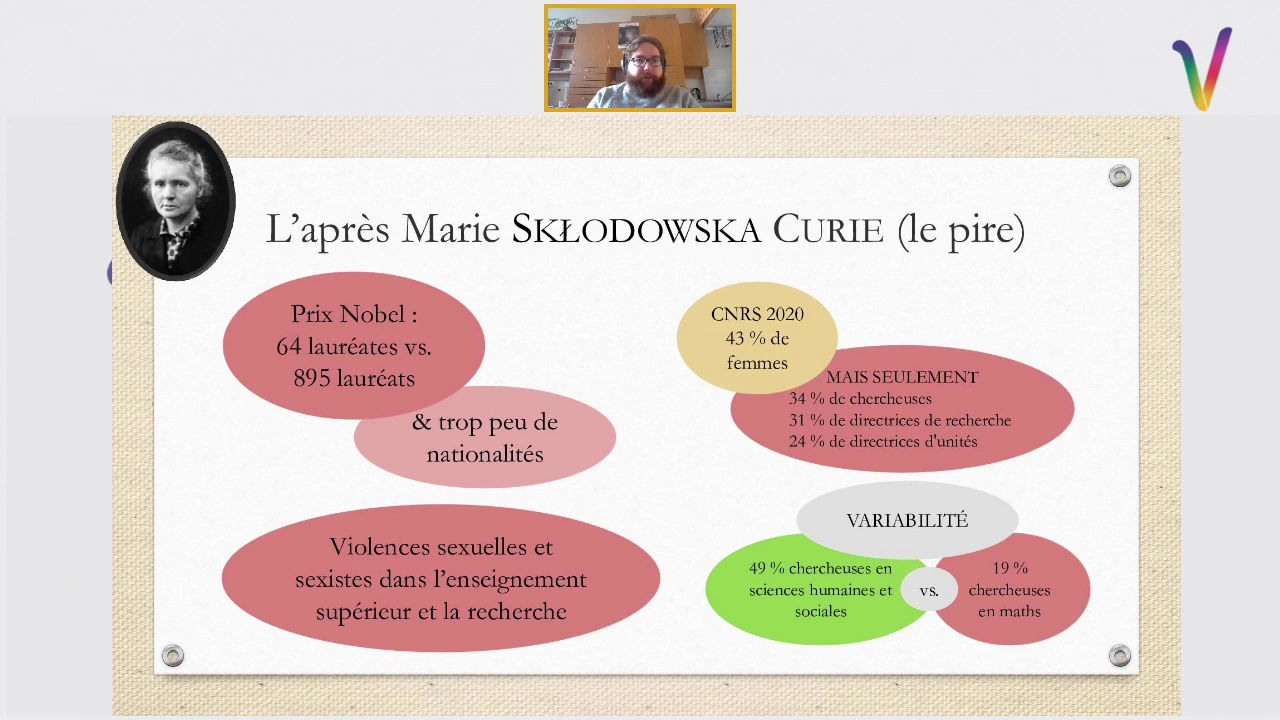 L'après Marie SKŁODOWSKA CURIE (le pire)
Prix Nobel :
64 lauréates vs.
895 lauréats
& trop peu de
nationalités
Violences sexuelles et
sexistes dans l'enseignement
supérieur et la recherche
CNRS 2020
43 % de
femmes
MAIS SEULEMENT
34 % de chercheuses
31 % de directrices de recherche
24 % de directrices d'unités
VARIABILITÉ
49 % chercheuses en
sciences humaines et
sociales
vs.
19 %
chercheuses
en maths